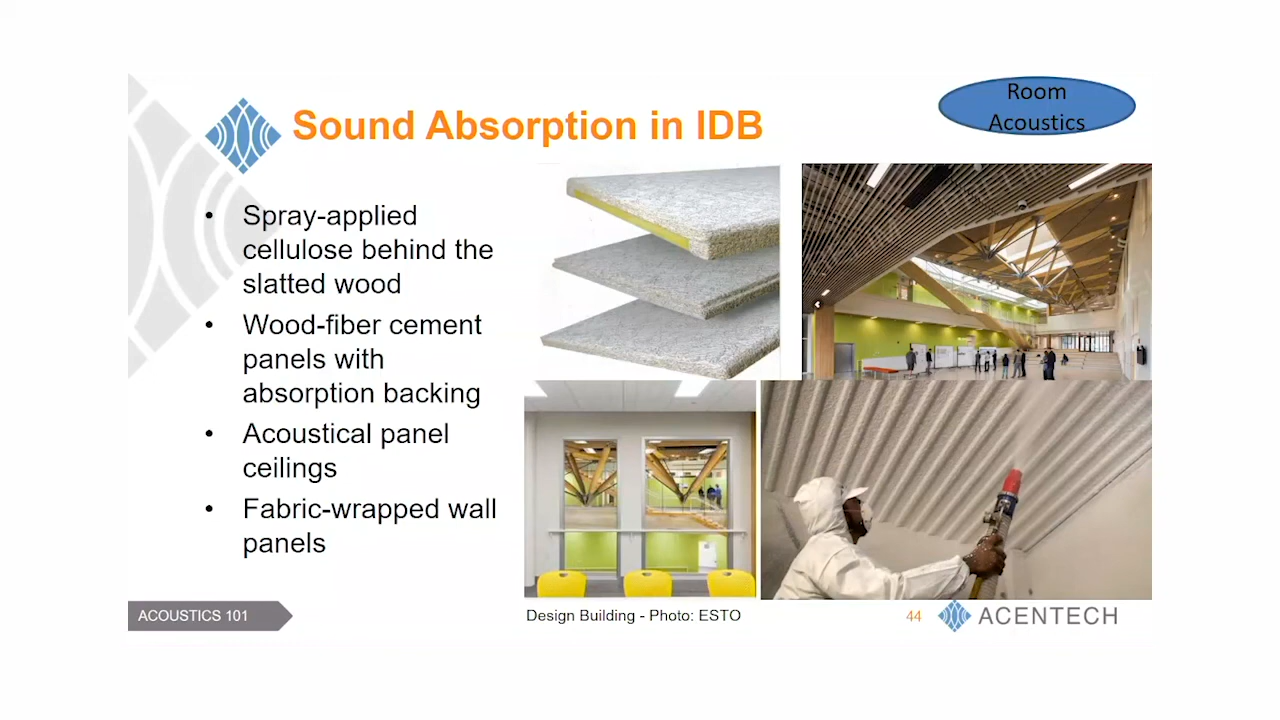 Room
Acoustics
Sound Absorption in IDB
• Spray-applied
cellulose behind the
slatted wood
• Wood-fiber cement
panels with
absorption backing
• Acoustical panel
ceilings
• Fabric-wrapped wall
panels
ACOUSTICS 101
Design Building - Photo: ESTO
44
ACENTECH